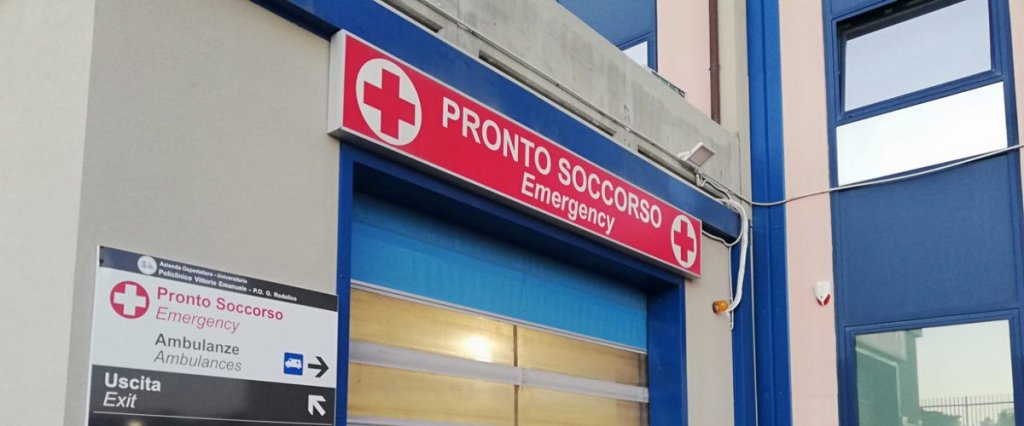 PRONTO SOCCORSO
Emergency
Azienda Ospedaliero - Universitaria
Policlinico Vittorio Emanuele - P.O. G. Rodolico
Pronto Soccorso
Emergency
Ambulanze
Ambulances
Uscita
Exit